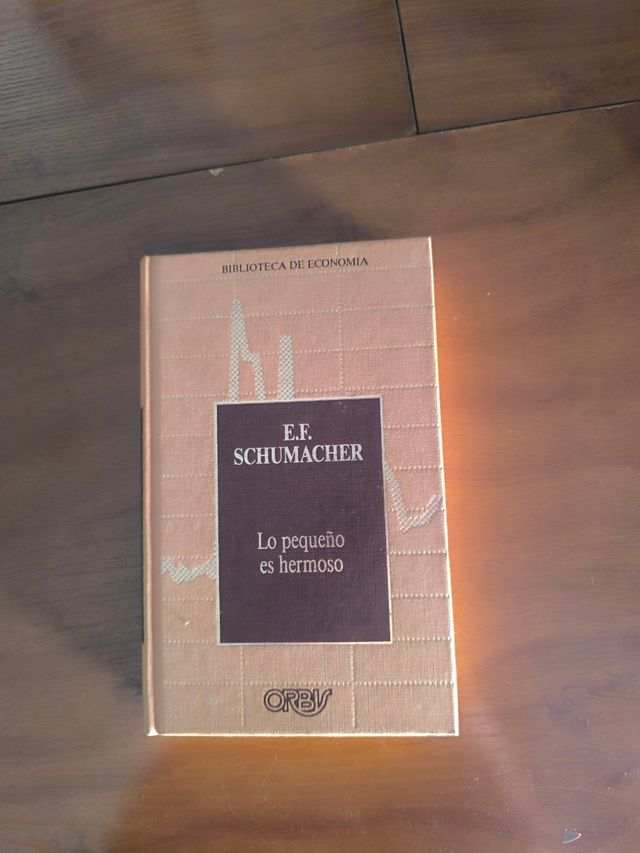 BIBLIOTECA DE ECONOMIA
E.F.
SCHUMACHER
Lo pequeño
es hermoso
ORBIS